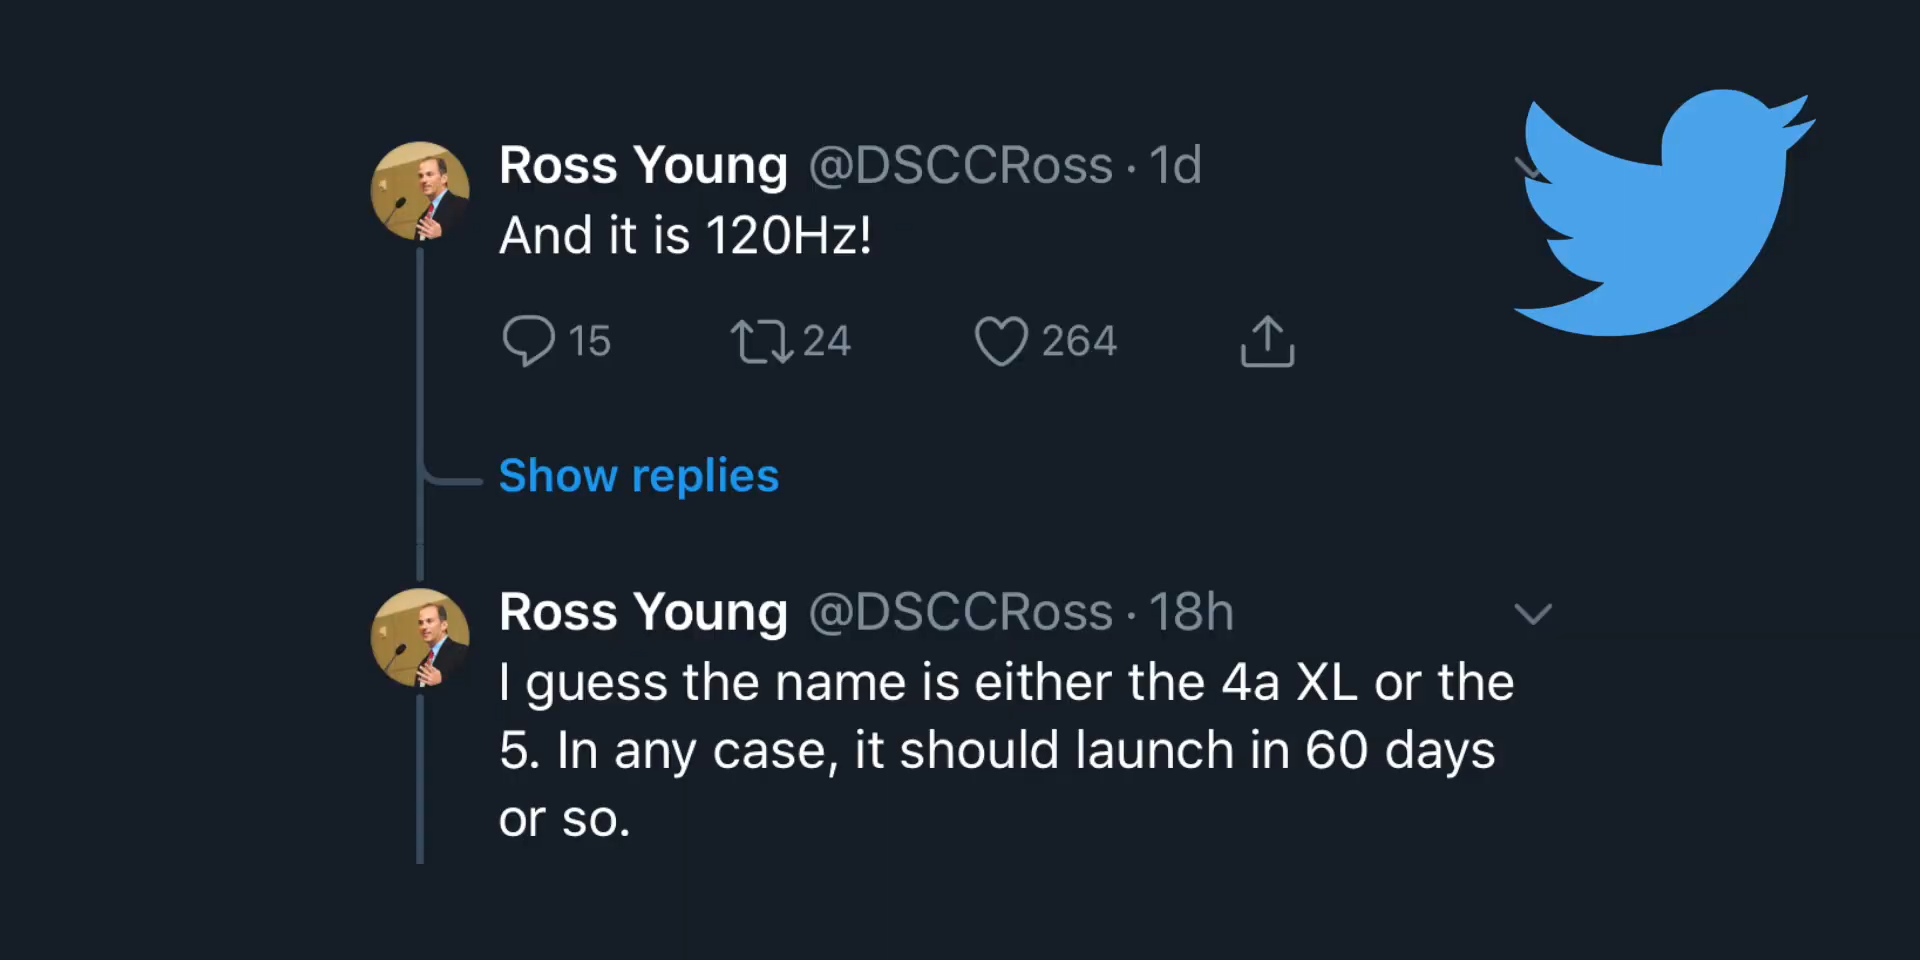 Ross Young @DSCCRoss · 1d
And it is 120Hz!
15 24 264
Show replies
Ross Young @DSCCRoss · 18h
I guess the name is either the 4a XL or the
5. In any case, it should launch in 60 days
or so.